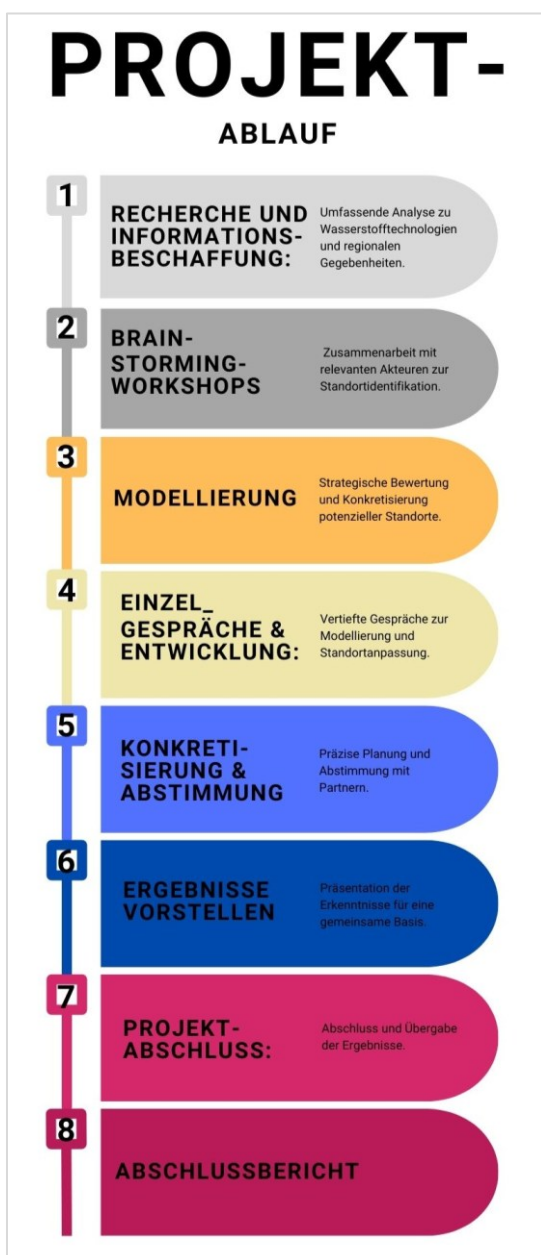 PROJEKT-
ABLAUF
1
RECHERCHE UND
INFORMATIONS-
BESCHAFFUNG:
Umfassende Analyse zu
Wasserstofftechnologien
und regionalen
Gegebenheiten.
2
BRAIN-
STORMING-
WORKSHOPS
Zusammenarbeit mit
relevanten Akteuren zur
Standortidentifikation.
3
MODELLIERUNG
Strategische Bewertung
und Konkretisierung
potenzieller Standorte.
4
EINZEL_
GESPRÄCHE &
ENTWICKLUNG:
Vertiefte Gespräche zur
Modellierung und
Standortanpassung.
5
KONKRETI-
SIERUNG &
ABSTIMMUNG
Präzise Planung und
Abstimmung mit
Partnern.
6
ERGEBNISSE
VORSTELLEN
Präsentation der
Erkenntnisse für eine
gemeinsame Basis.
7
PROJEKT-
ABSCHLUSS:
Abschluss und Übergabe
der Ergebnisse.
8
ABSCHLUSSBERICHT